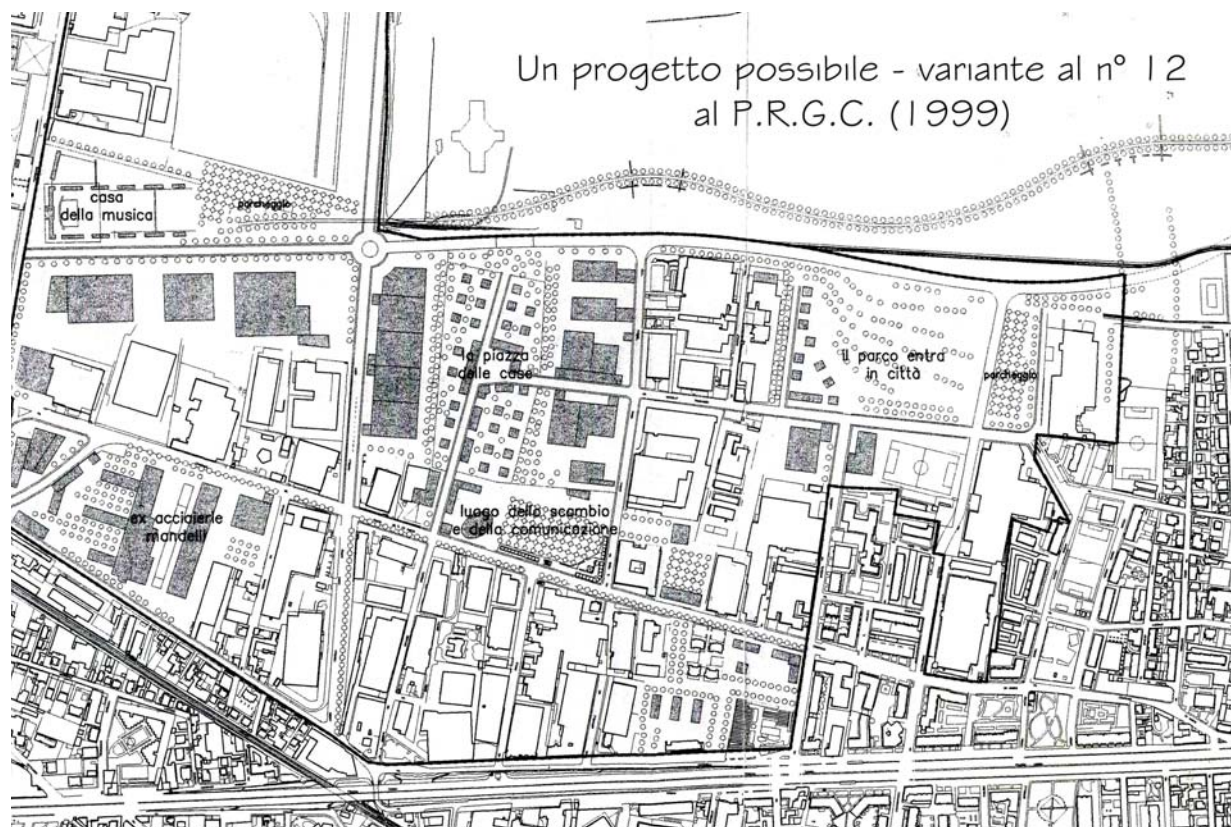 Un progetto possibile - variante al n° 12
al P.R.G.C. (1999)
casa
della musica
parcheggio
la piazza
delle case
il parco entra
in città
parcheggio
ex acciaierie
mandelli
luogo dello scambio
e della comunicazione